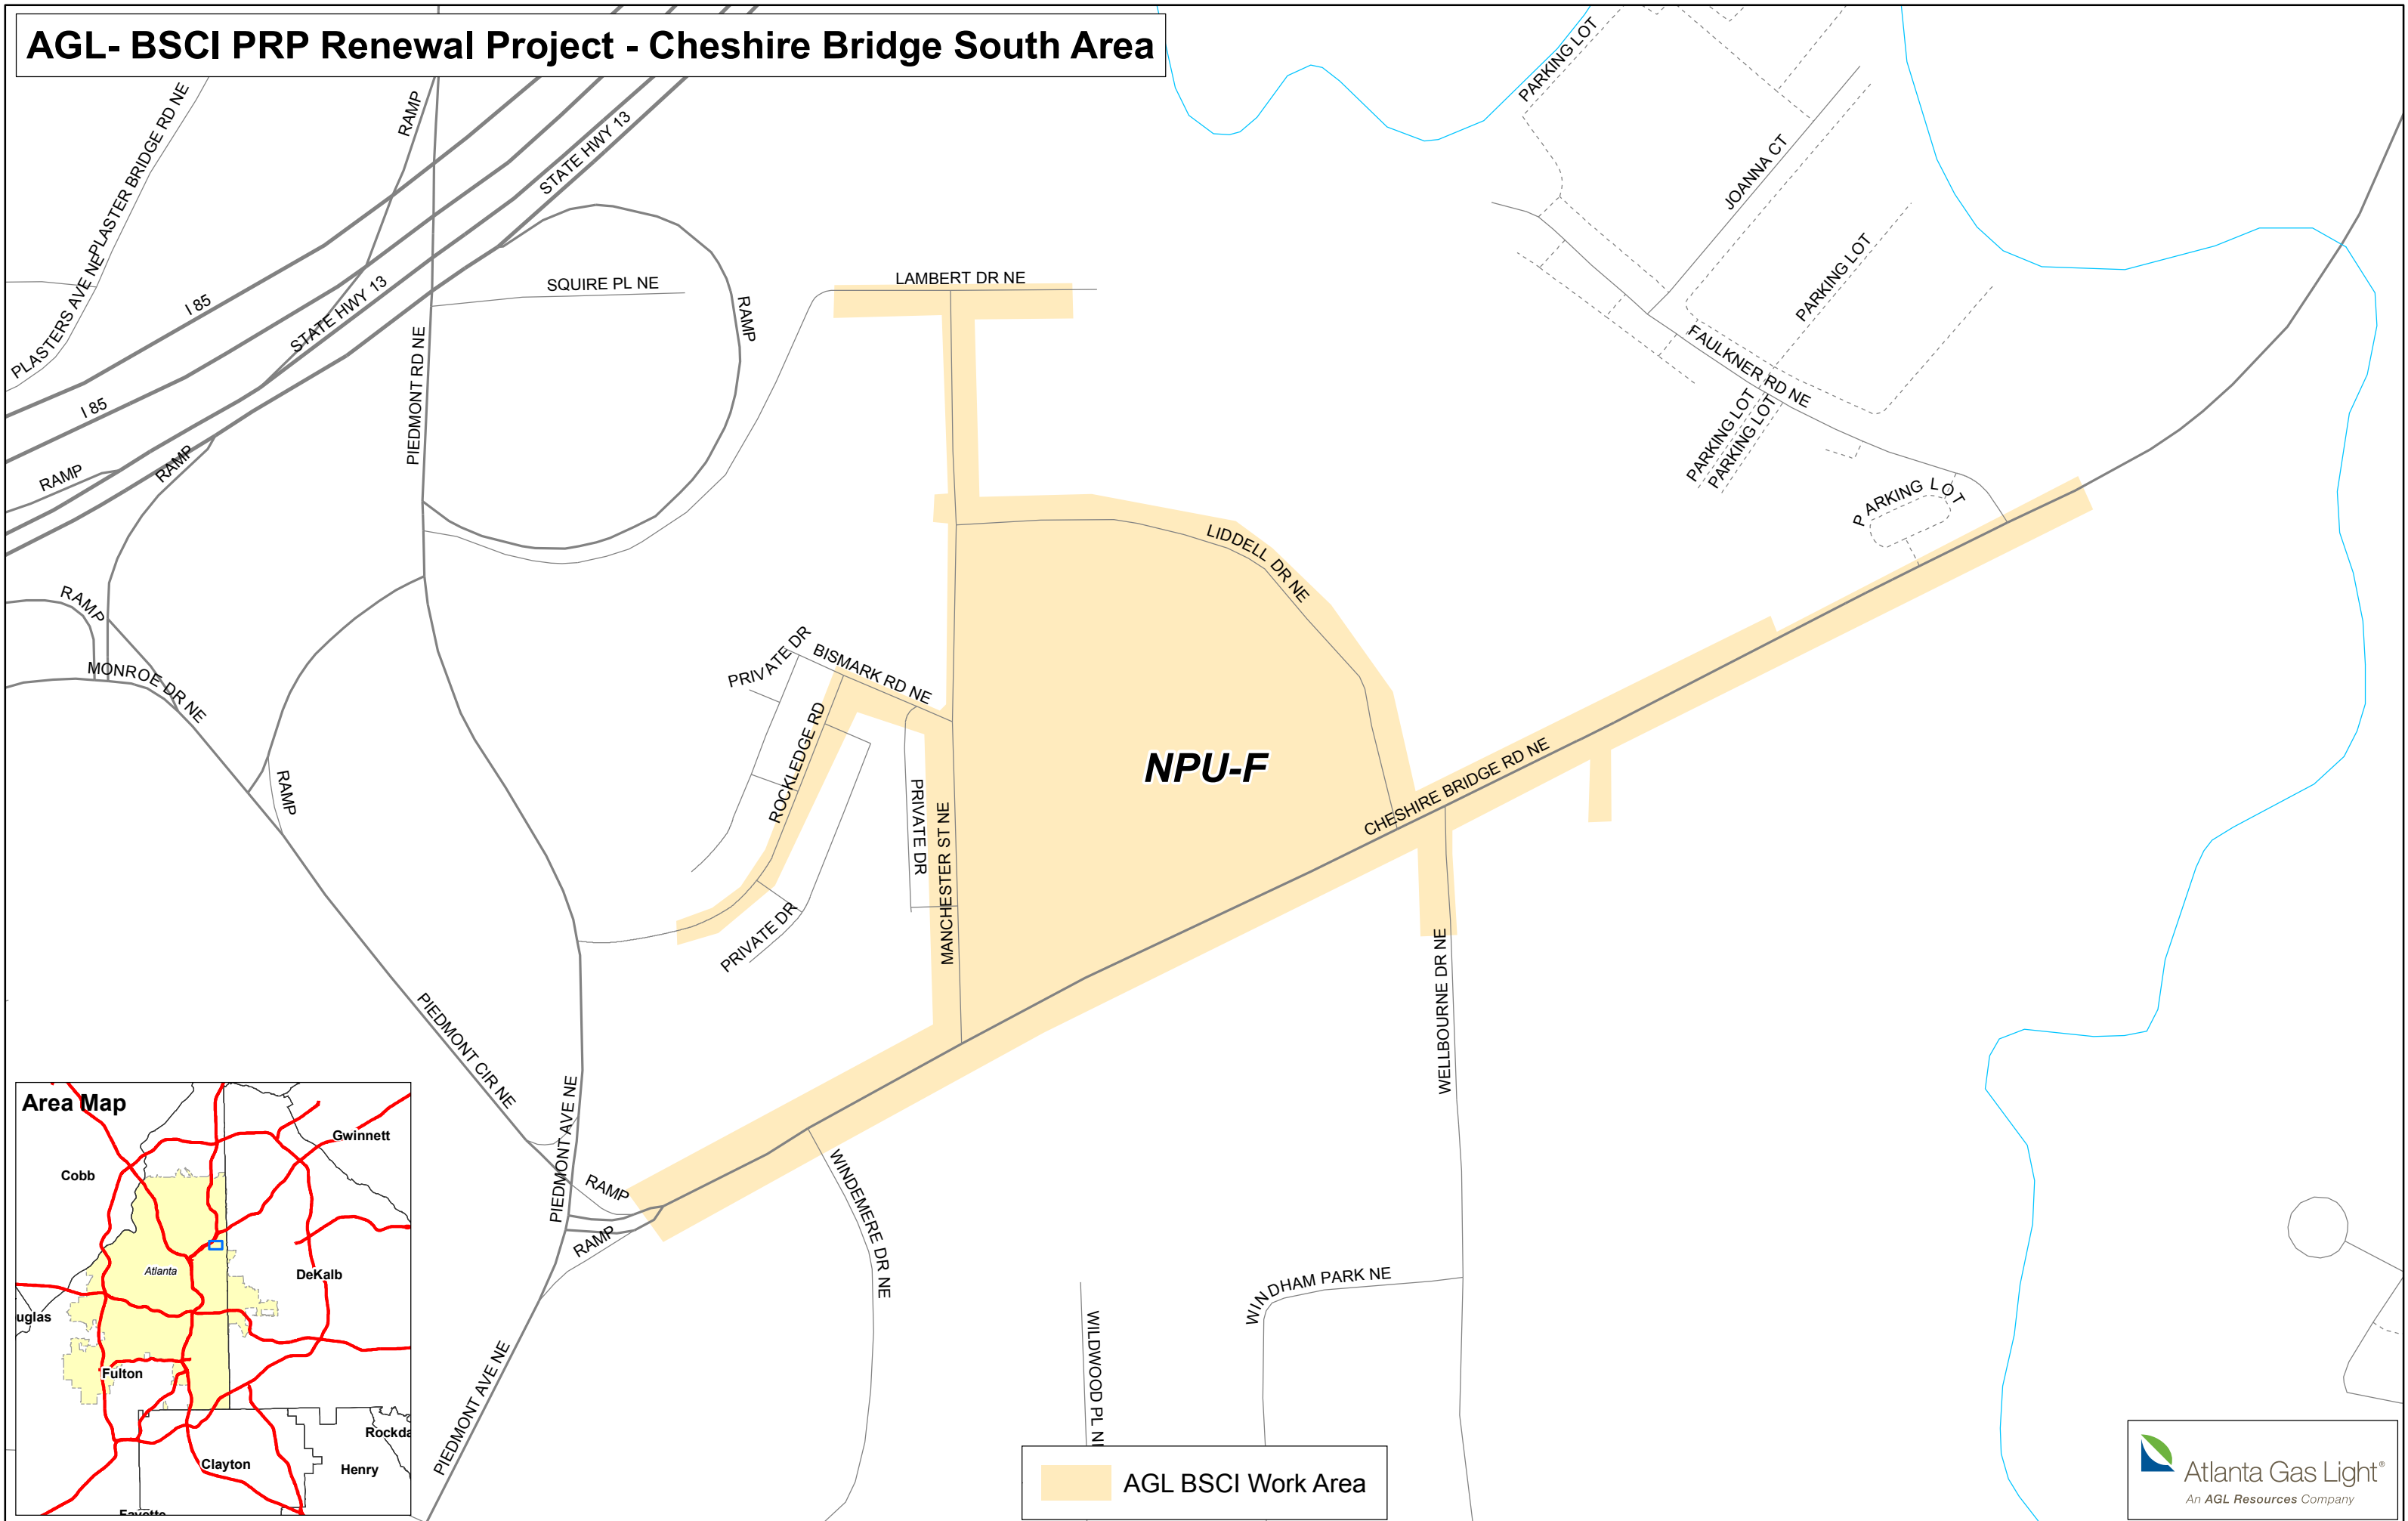 AGL- BSCI PRP Renewal Project - Cheshire Bridge South Area
PLASTER BRIDGE RD NE
PLASTERS AVE NE
RAMP
STATE HWY 13
I 85
STATE HWY 13
I 85
RAMP
RAMP
PIEDMONT RD NE
SQUIRE PL NE
RAMP
LAMBERT DR NE
PARKING LOT
JOANNA CT
PARKING LOT
FAULKNER RD NE
PARKING LOT
PARKING LOT
PARKING LOT
LIDDELL DR NE
RAMP
MONROE DR NE
RAMP
PRIVATE DR
BISMARK RD NE
ROCKLEDGE RD
PRIVATE DR
PRIVATE DR
MANCHESTER ST NE
NPU-F
CHESHIRE BRIDGE RD NE
WELLBOURNE DR NE
PIEDMONT CIR NE
PIEDMONT AVE NE
RAMP
RAMP
WINDEMERE DR NE
WINDHAM PARK NE
WILDWOOD PL NE
PIEDMONT AVE NE
Area Map
Gwinnett
Cobb
Atlanta
DeKalb
uglas
Fulton
Rockda
Clayton
Henry
Fayette
AGL BSCI Work Area
Atlanta Gas Light®
An AGL Resources Company